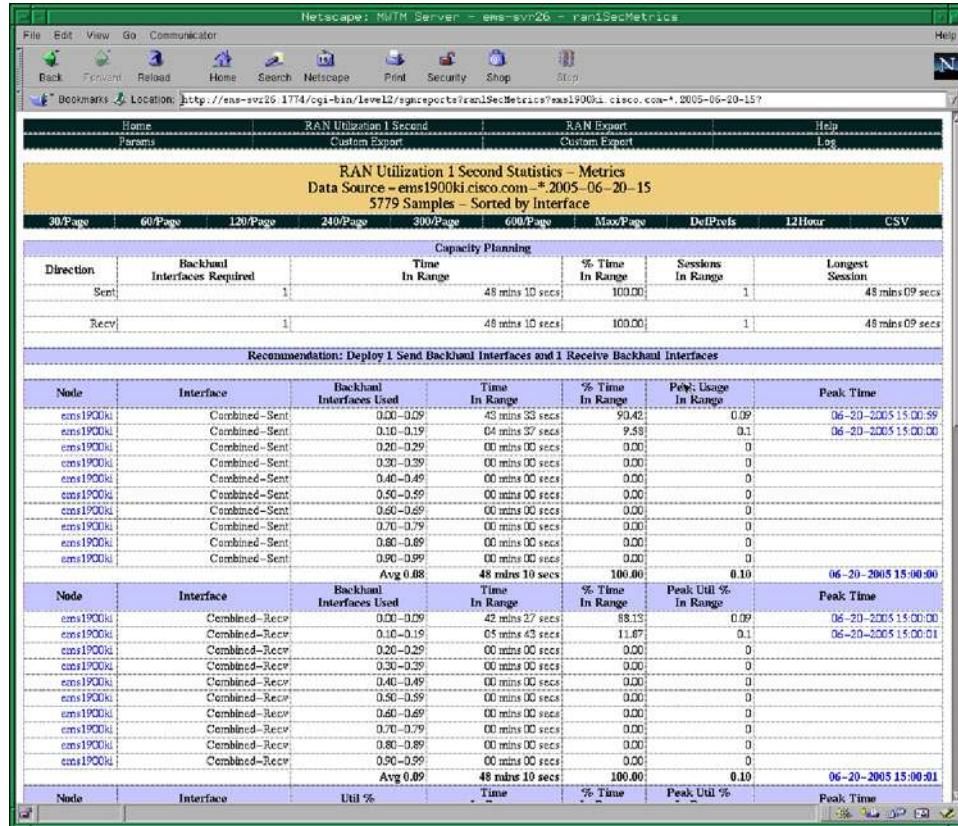 Netscape: MWTM Server – ems-svr26 – ran1SecMetrics
File Edit View Go Communicator Help
Back Forward Reload Home Search Netscape Print Security Shop Stop
Bookmarks Location: http://ems-svr26:1774/cgi-bin/level2/sgmreports?ran1SecMetrics?ems1900ki.cisco.com-*.2005-06-20-15?
Home RAN Utilization 1 Second RAN Export Help
Params Custom Export Custom Export Log
RAN Utilization 1 Second Statistics – Metrics
Data Source – ems1900ki.cisco.com–*.2005–06–20–15
5779 Samples – Sorted by Interface
30/Page 60/Page 120/Page 240/Page 300/Page 600/Page Max/Page DefPrefs 12Hour CSV
Capacity Planning
Direction Backhaul Interfaces Required Time In Range % Time In Range Sessions In Range Longest Session
Sent 1 48 mins 10 secs 100.00 1 48 mins 09 secs
Recv 1 48 mins 10 secs 100.00 1 48 mins 09 secs
Recommendation: Deploy 1 Send Backhaul Interfaces and 1 Receive Backhaul Interfaces
Node Interface Backhaul Interfaces Used Time In Range % Time In Range Peak Usage In Range Peak Time
ems1900ki Combined–Sent 0.00–0.09 43 mins 33 secs 90.42 0.09 06–20–2005 15:00:59
ems1900ki Combined–Sent 0.10–0.19 04 mins 37 secs 9.58 0.1 06–20–2005 15:00:00
ems1900ki Combined–Sent 0.20–0.29 00 mins 00 secs 0.00 0
ems1900ki Combined–Sent 0.30–0.39 00 mins 00 secs 0.00 0
ems1900ki Combined–Sent 0.40–0.49 00 mins 00 secs 0.00 0
ems1900ki Combined–Sent 0.50–0.59 00 mins 00 secs 0.00 0
ems1900ki Combined–Sent 0.60–0.69 00 mins 00 secs 0.00 0
ems1900ki Combined–Sent 0.70–0.79 00 mins 00 secs 0.00 0
ems1900ki Combined–Sent 0.80–0.89 00 mins 00 secs 0.00 0
ems1900ki Combined–Sent 0.90–0.99 00 mins 00 secs 0.00 0
Avg 0.08 48 mins 10 secs 100.00 0.10 06–20–2005 15:00:00
Node Interface Backhaul Interfaces Used Time In Range % Time In Range Peak Util % In Range Peak Time
ems1900ki Combined–Recv 0.00–0.09 42 mins 27 secs 88.13 0.09 06–20–2005 15:00:00
ems1900ki Combined–Recv 0.10–0.19 05 mins 43 secs 11.87 0.1 06–20–2005 15:00:01
ems1900ki Combined–Recv 0.20–0.29 00 mins 00 secs 0.00 0
ems1900ki Combined–Recv 0.30–0.39 00 mins 00 secs 0.00 0
ems1900ki Combined–Recv 0.40–0.49 00 mins 00 secs 0.00 0
ems1900ki Combined–Recv 0.50–0.59 00 mins 00 secs 0.00 0
ems1900ki Combined–Recv 0.60–0.69 00 mins 00 secs 0.00 0
ems1900ki Combined–Recv 0.70–0.79 00 mins 00 secs 0.00 0
ems1900ki Combined–Recv 0.80–0.89 00 mins 00 secs 0.00 0
ems1900ki Combined–Recv 0.90–0.99 00 mins 00 secs 0.00 0
Avg 0.09 48 mins 10 secs 100.00 0.10 06–20–2005 15:00:01
Node Interface Util % Time % Time Peak Util % Peak Time